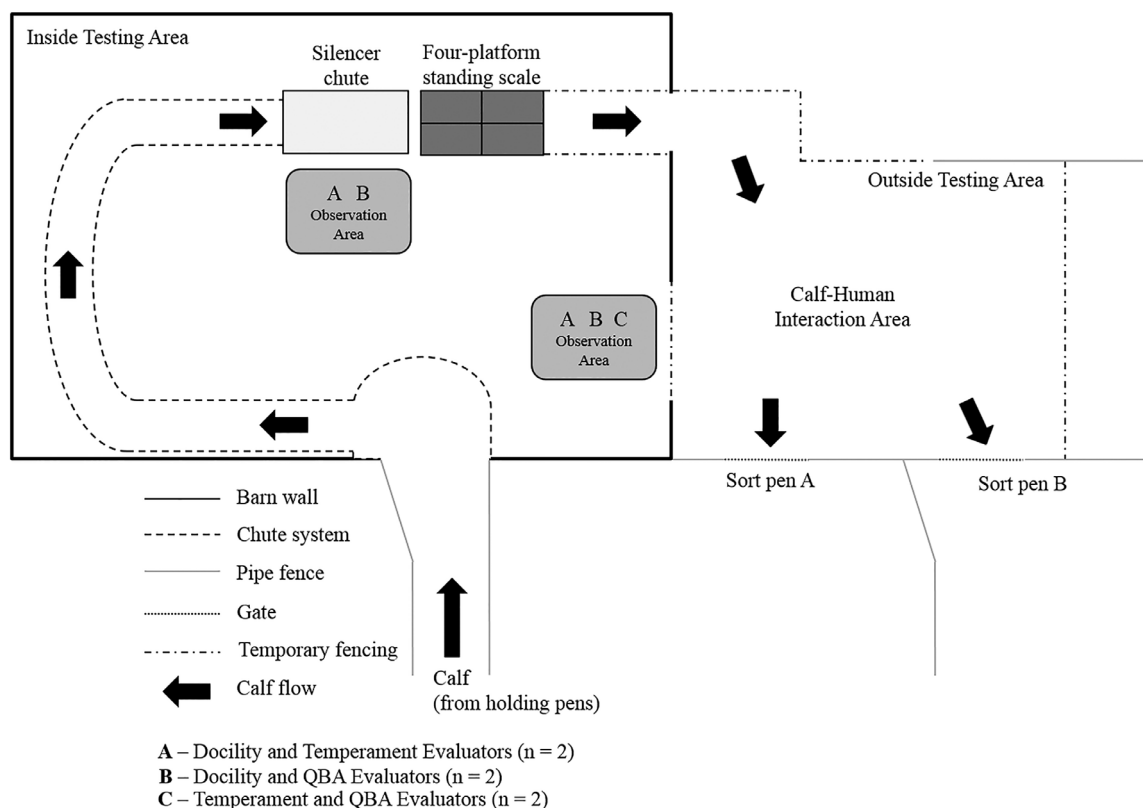 Inside Testing Area
Silencer
chute
Four-platform
standing scale
A B
Observation
Area
Outside Testing Area
Calf-Human
Interaction Area
A B C
Observation
Area
Sort pen A
Sort pen B
Barn wall
Chute system
Pipe fence
Gate
Temporary fencing
Calf flow
Calf
(from holding pens)
A – Docility and Temperament Evaluators (n = 2)
B – Docility and QBA Evaluators (n = 2)
C – Temperament and QBA Evaluators (n = 2)